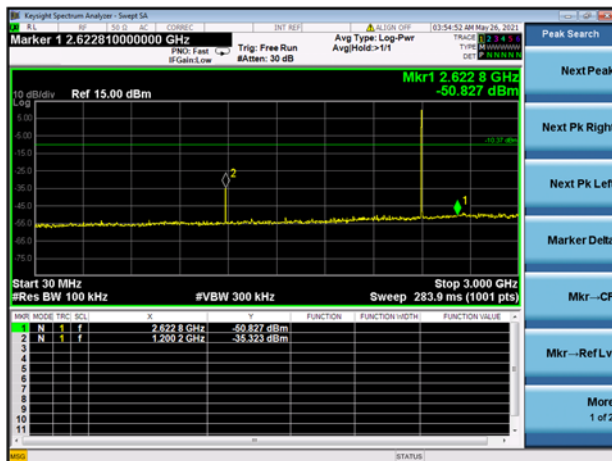 Keysight Spectrum Analyzer - Swept SA
RL RF 50 Ω AC CORREC INT REF ALIGN OFF 03:54:52 AM May 26, 2021
Marker 1 2.622810000000 GHz
PNO: Fast
IFGain:Low
Trig: Free Run
#Atten: 30 dB
Avg Type: Log-Pwr
Avg|Hold:>1/1
TRACE 1 2 3 4 5 6
TYPE M WWWWW
DET P N N N N N
Mkr1 2.622 8 GHz
-50.827 dBm
10 dB/div Ref 15.00 dBm
Log
5.00
-5.00
-10.37 dBm
-15.0
-25.0
2
-35.0
-45.0
1
-55.0
-65.0
-75.0
Start 30 MHz
Stop 3.000 GHz
#Res BW 100 kHz
#VBW 300 kHz
Sweep 283.9 ms (1001 pts)
MKR MODE TRC SCL X Y FUNCTION FUNCTION WIDTH FUNCTION VALUE
1 N 1 f 2.622 8 GHz -50.827 dBm
2 N 1 f 1.200 2 GHz -35.323 dBm
3
4
5
6
7
8
9
10
11
MSG
STATUS
Peak Search
Next Peak
Next Pk Right
Next Pk Left
Marker Delta
Mkr→CF
Mkr→Ref Lv
More
1 of 2